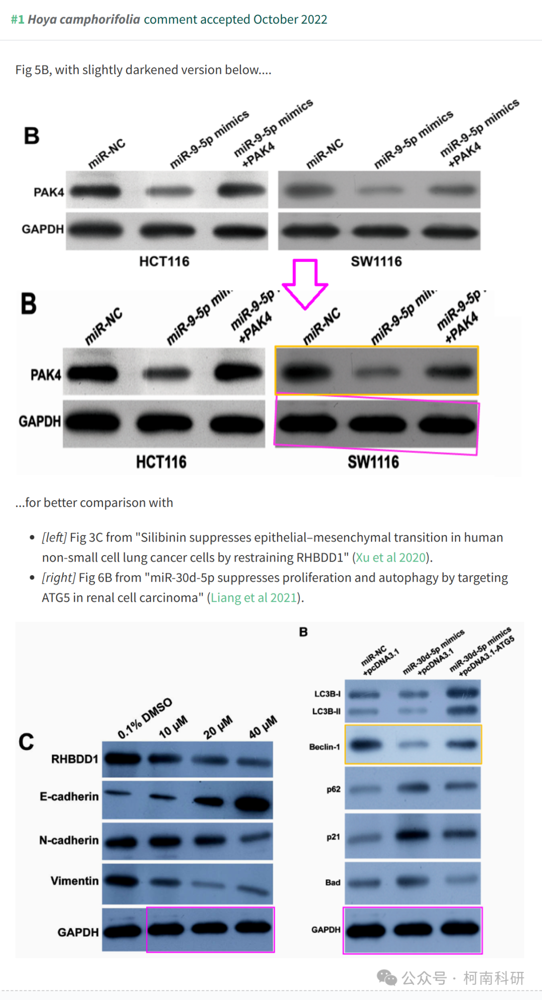 #1 Hoya camphorifolia comment accepted October 2022
Fig 5B, with slightly darkened version below....
B
miR-NC
miR-9-5p mimics
miR-9-5p mimics
+PAK4
miR-NC
miR-9-5p mimics
miR-9-5p mimics
+PAK4
PAK4
GAPDH
HCT116
SW1116
B
miR-NC
miR-9-5p mim
miR-9-5p
+PAK4
miR-NC
miR-9-5p mim
miR-9-5p
+PAK4
PAK4
GAPDH
HCT116
SW1116
...for better comparison with
• [left] Fig 3C from "Silibinin suppresses epithelial–mesenchymal transition in human
non-small cell lung cancer cells by restraining RHBDD1" (Xu et al 2020).
• [right] Fig 6B from "miR-30d-5p suppresses proliferation and autophagy by targeting
ATG5 in renal cell carcinoma" (Liang et al 2021).
C
0.1% DMSO
10 μM
20 μM
40 μM
RHBDD1
E-cadherin
N-cadherin
Vimentin
GAPDH
B
miR-NC
+pcDNA3.1
miR-30d-5p mimics
+pcDNA3.1
miR-30d-5p mimics
+pcDNA3.1-ATG5
LC3B-I
LC3B-II
Beclin-1
p62
p21
Bad
GAPDH
公众号 · 柯南科研